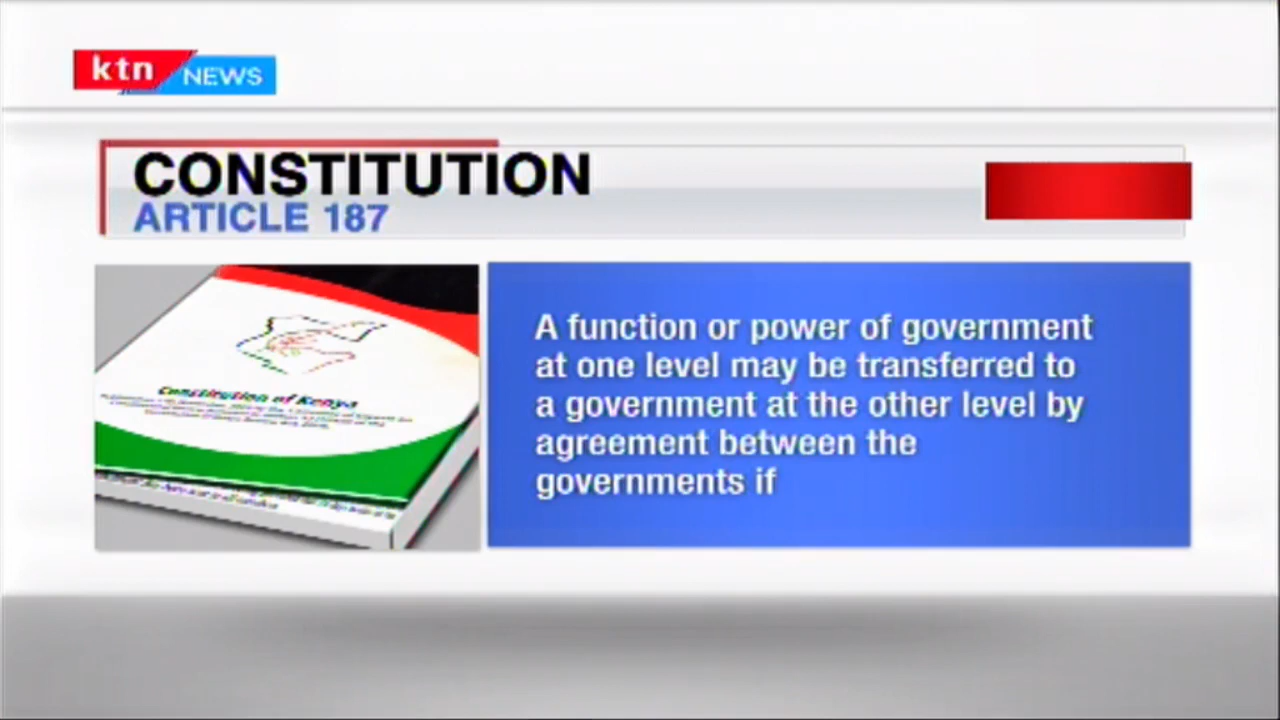 ktn NEWS
CONSTITUTION
ARTICLE 187
A function or power of government
at one level may be transferred to
a government at the other level by
agreement between the
governments if
Constitution of Kenya